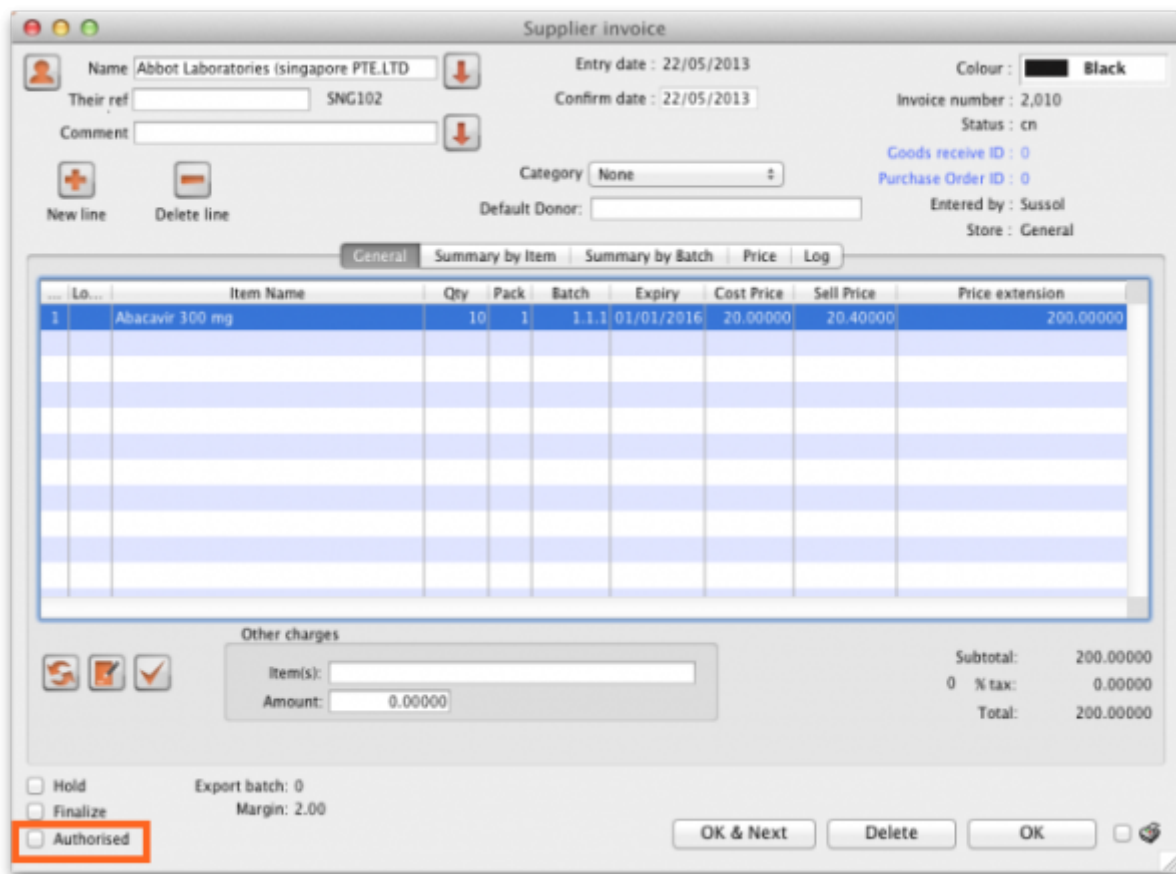 Supplier invoice
Name Abbot Laboratories (singapore PTE.LTD
Entry date : 22/05/2013
Colour : Black
Their ref SNG102
Confirm date : 22/05/2013
Invoice number : 2,010
Comment
Status : cn
Goods receive ID : 0
Category None
Purchase Order ID : 0
New line Delete line
Default Donor:
Entered by : Sussol
Store : General
General Summary by Item Summary by Batch Price Log
... Lo... Item Name Qty Pack Batch Expiry Cost Price Sell Price Price extension
1 Abacavir 300 mg 10 1 1.1.1 01/01/2016 20.00000 20.40000 200.00000
Other charges
Item(s):
Amount: 0.00000
Subtotal: 200.00000
0 % tax: 0.00000
Total: 200.00000
Hold
Export batch: 0
Finalize
Margin: 2.00
Authorised
OK & Next Delete OK